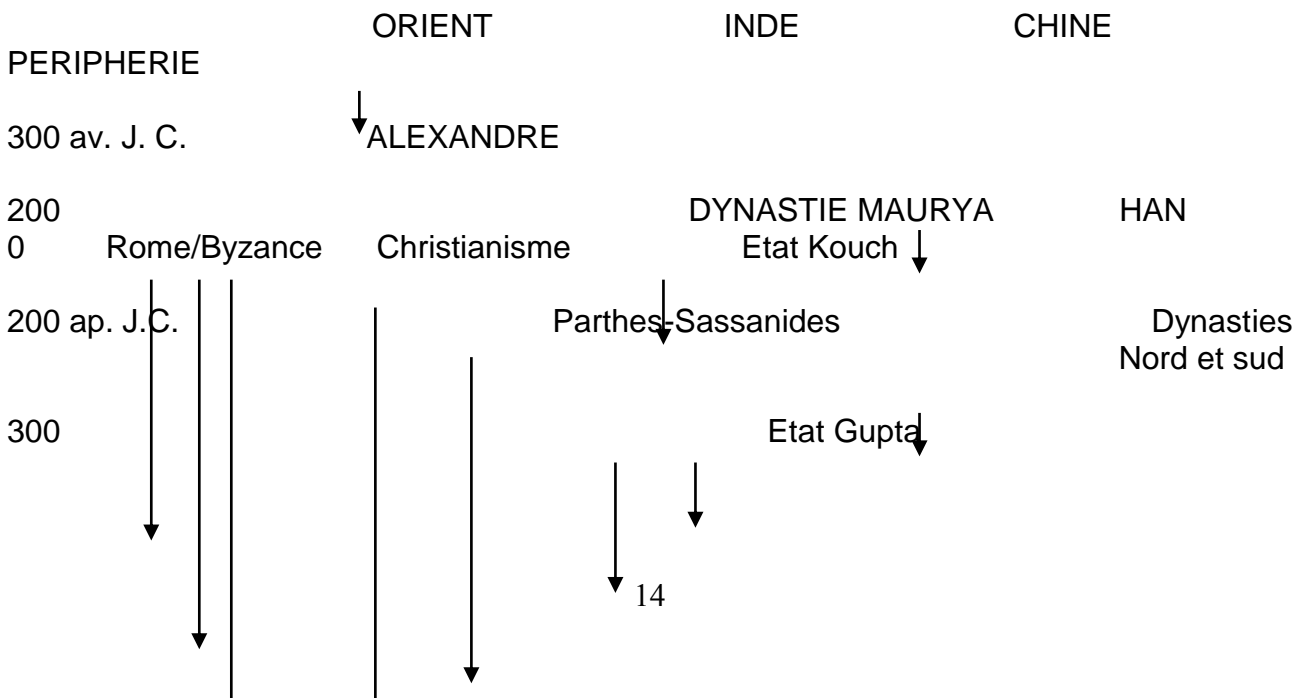 ORIENT INDE CHINE
PERIPHERIE
300 av. J. C. ALEXANDRE
200 DYNASTIE MAURYA HAN
0 Rome/Byzance Christianisme Etat Kouch
200 ap. J.C. Parthes-Sassanides Dynasties
Nord et sud
300 Etat Gupta
14